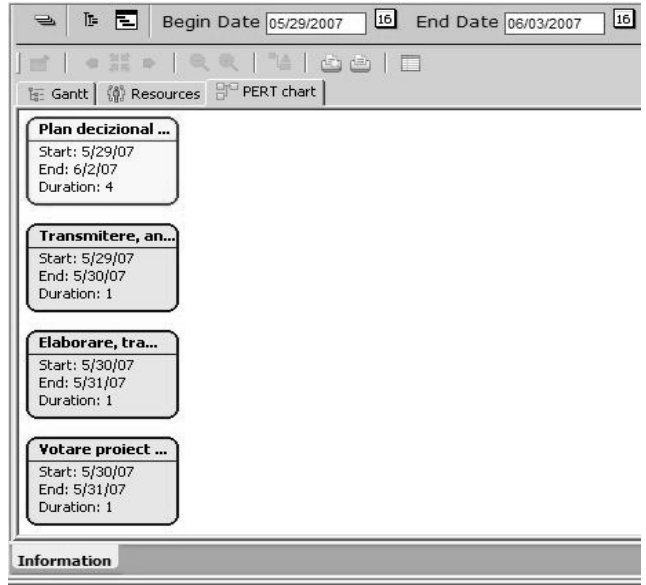 Begin Date 05/29/2007 16 End Date 06/03/2007 16
Gantt Resources PERT chart
Plan decizional ...
Start: 5/29/07
End: 6/2/07
Duration: 4
Transmitere, an...
Start: 5/29/07
End: 5/30/07
Duration: 1
Elaborare, tra...
Start: 5/30/07
End: 5/31/07
Duration: 1
Votare proiect ...
Start: 5/30/07
End: 5/31/07
Duration: 1
Information